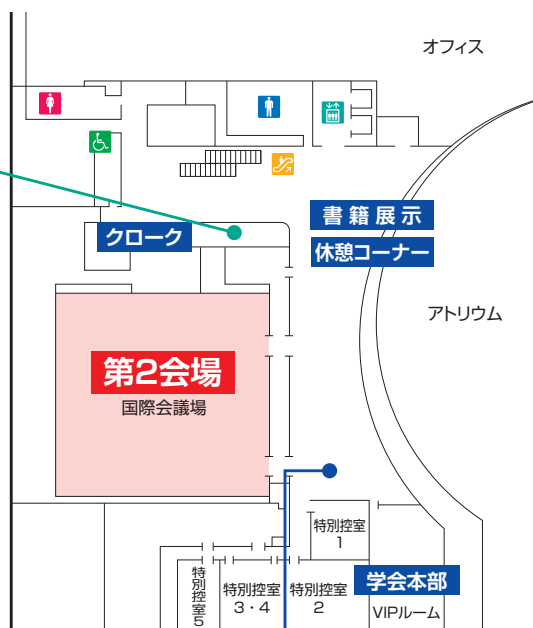 オフィス
書籍展示
クローク
休憩コーナー
アトリウム
第2会場
国際会議場
特別控室
1
特別控室5
特別控室
3・4
特別控室
2
学会本部
VIPルーム